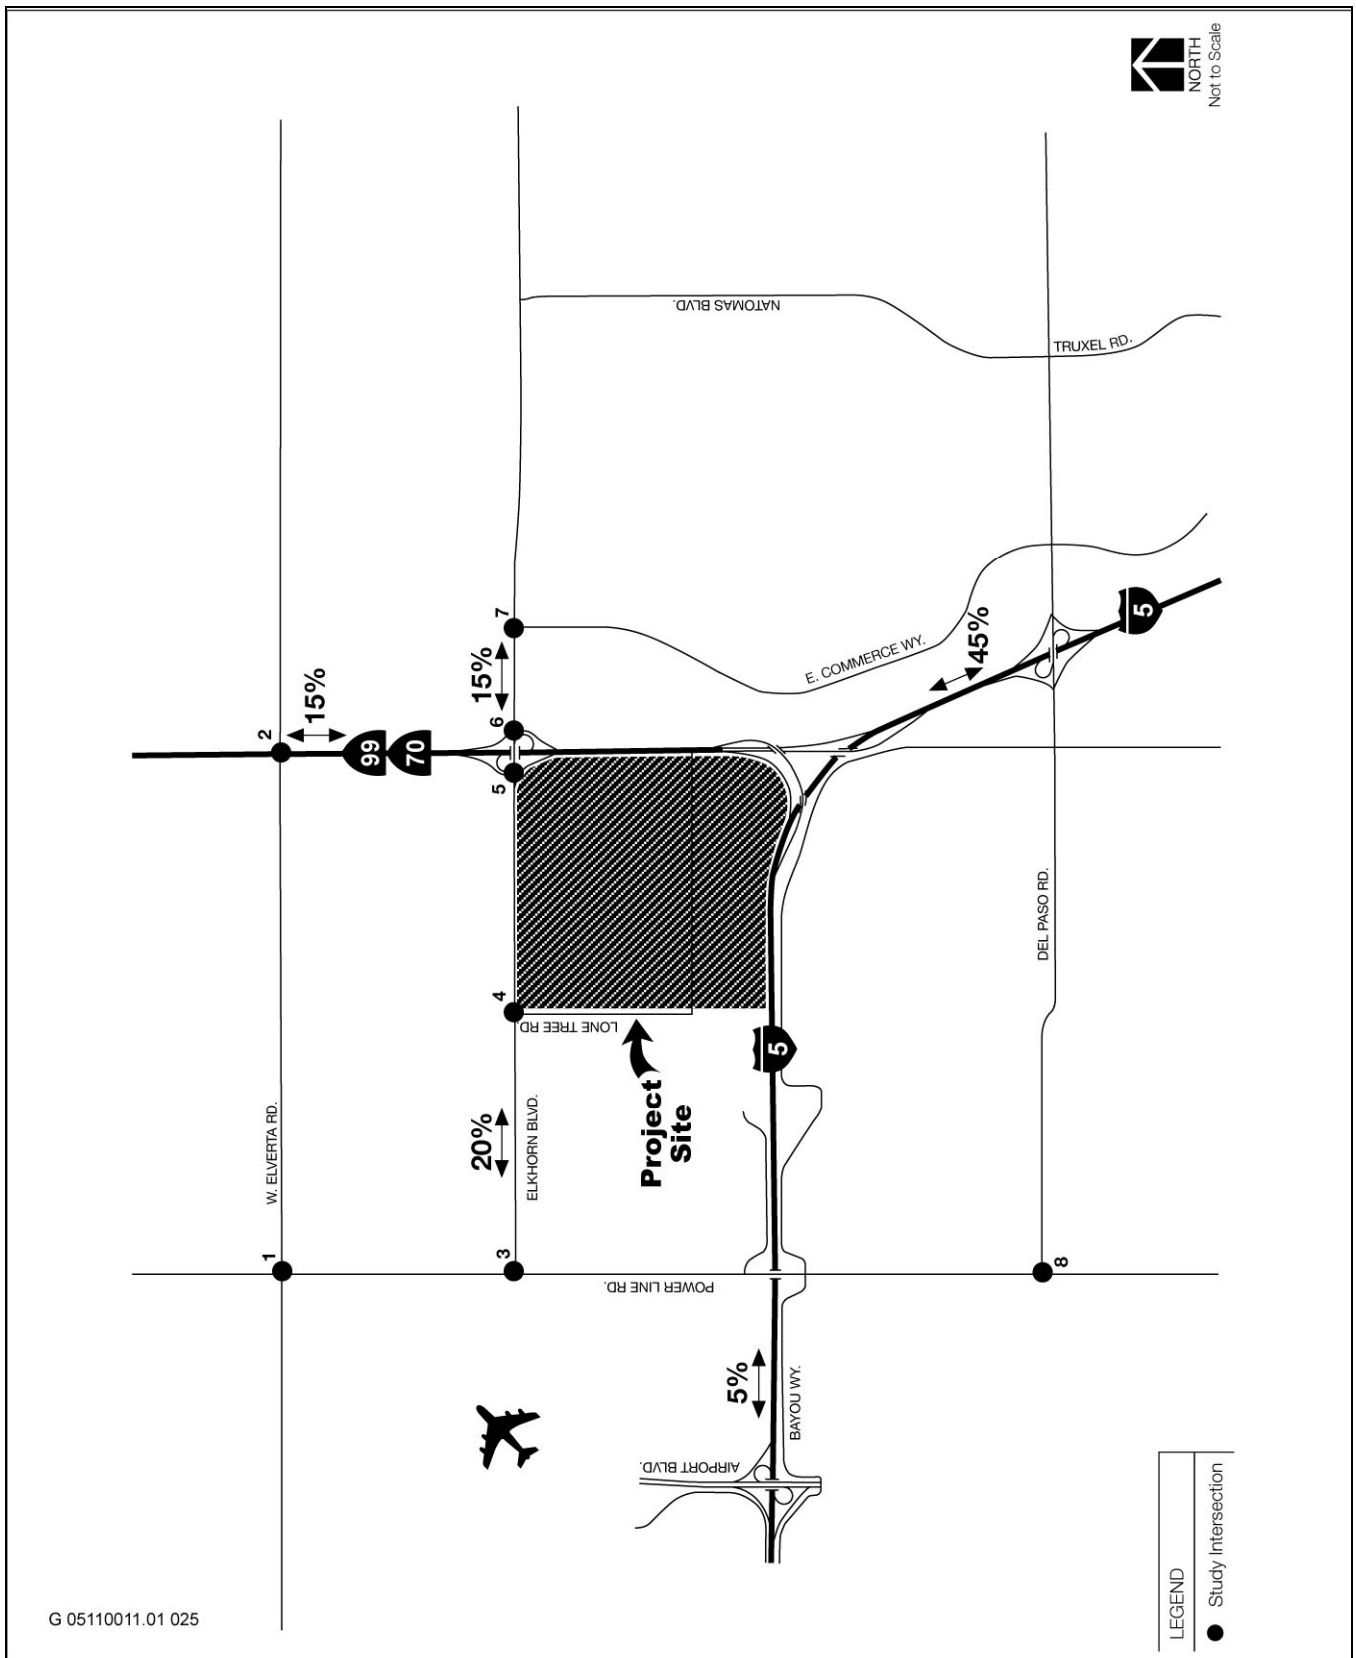 NORTH
Not to Scale
NATOMAS BLVD.
TRUXEL RD.
7
E. COMMERCE WY.
45%
5
15%
6
2
15%
99
70
5
4
LONE TREE RD.
Project
Site
5
DEL PASO RD.
20%
ELKHORN BLVD.
W. ELVERTA RD.
1
3
POWER LINE RD.
8
5%
BAYOU WY.
AIRPORT BLVD.
LEGEND
Study Intersection
G 05110011.01 025